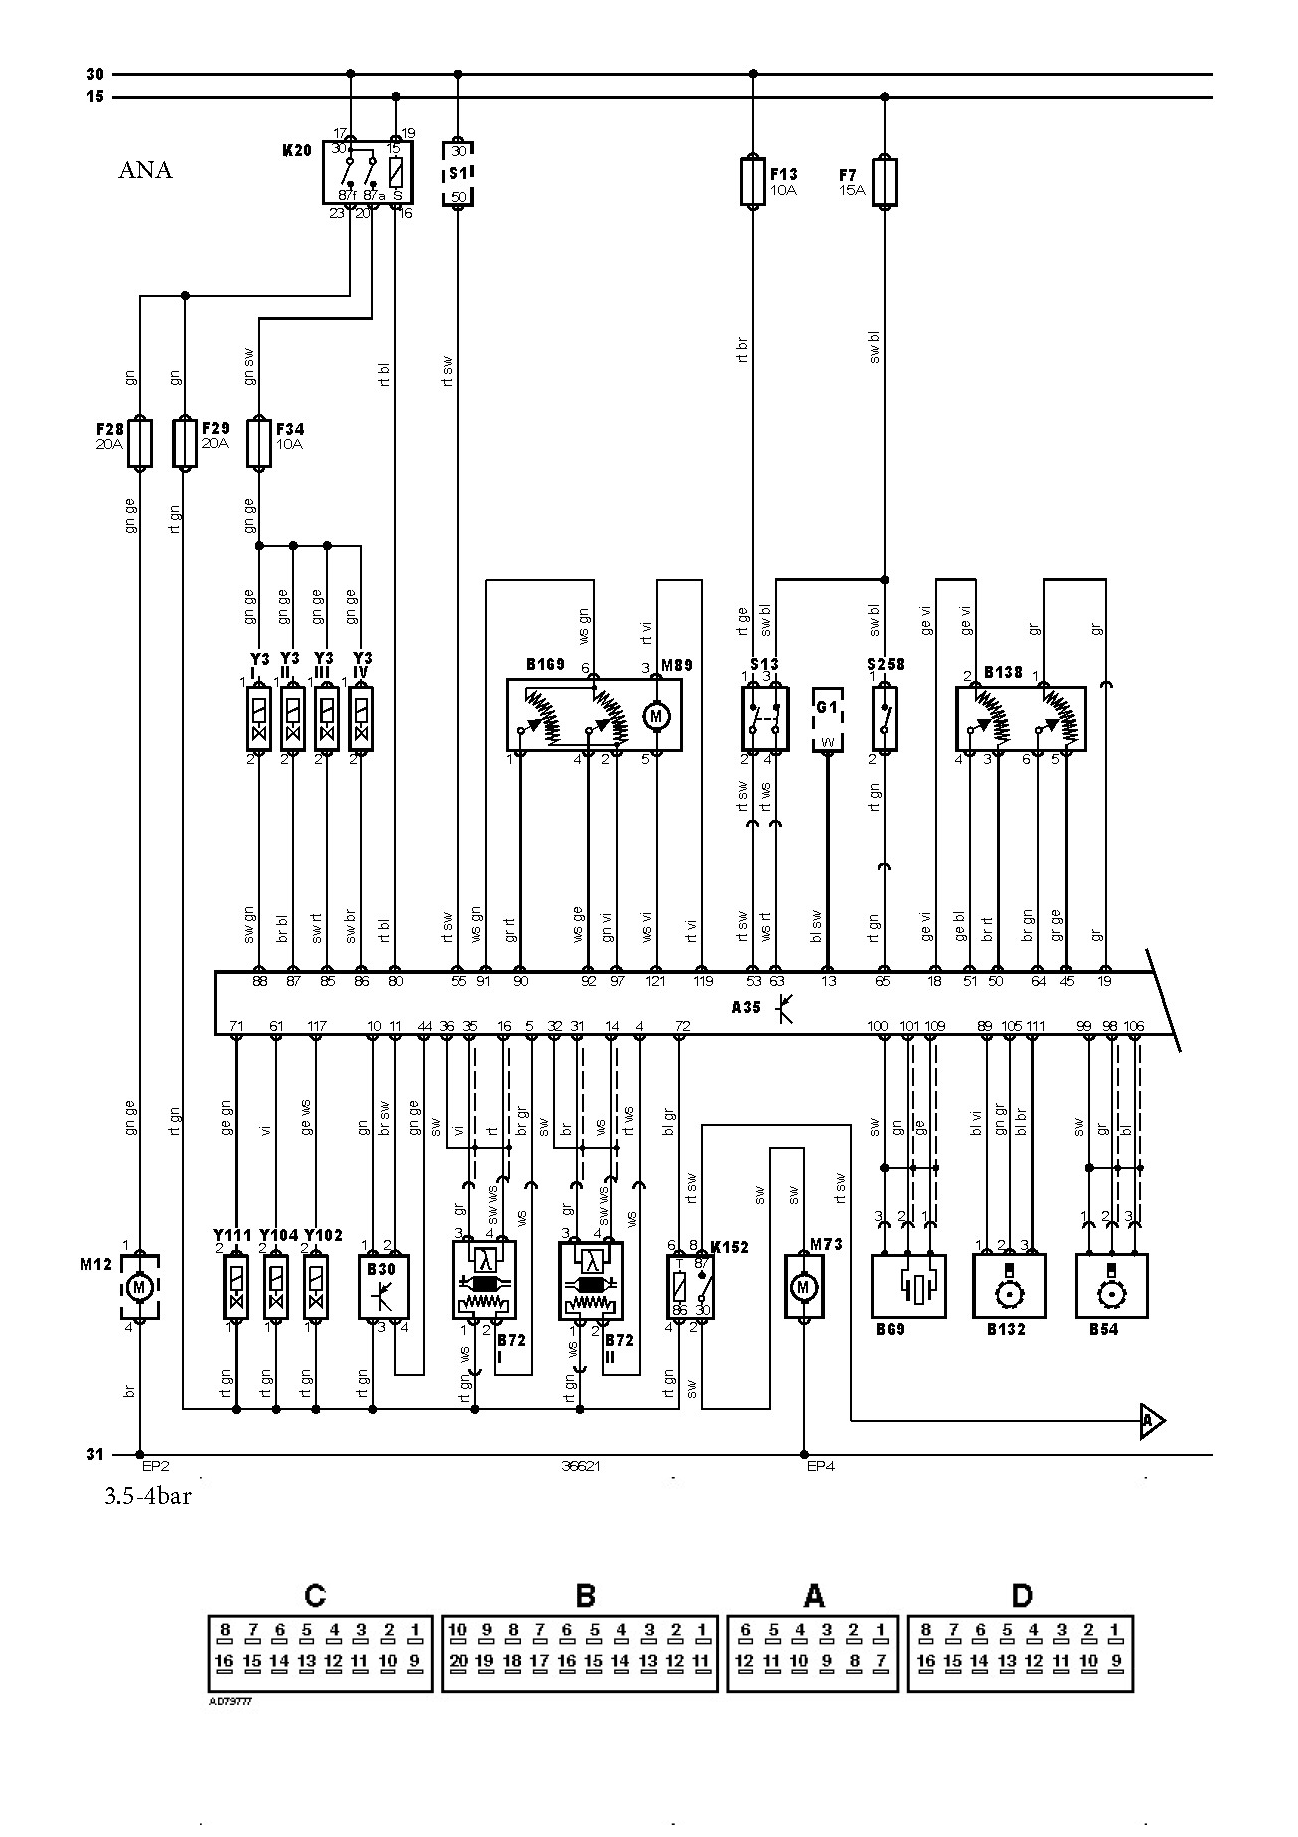 30
15
ANA
K20
17 19
30 15
87f 87a S
23 20 16
30
S1
50
F13
10A
F7
15A
gn gn gn sw rt bl rt sw rt br sw bl
F28
20A
F29
20A
F34
10A
gn ge rt gn gn ge
gn ge gn ge gn ge gn ge ws gn rt vi rt ge sw bl sw bl ge vi ge vi gr gr
Y3
I
Y3
II
Y3
III
Y3
IV
1 1 1 1
2 2 2 2
B169 6 3 M89
M
1 4 2 5
S13
1 3
2 4
G1
W
S258
1
2
2 B138 1
4 3 6 5
rt sw rt ws rt gn
sw gn br bl sw rt sw br rt bl rt sw ws gn gr rt ws ge gn vi ws vi rt vi rt sw ws rt bl sw rt gn ge vi ge bl br rt br gn gr ge gr
88 87 85 86 80 55 91 90 92 97 121 119 53 63 13 65 18 51 50 64 45 19
A35
71 61 117 10 11 44 36 35 16 5 32 31 14 4 72 100 101 109 89 105 111 99 98 106
gn ge rt gn ge gn vi ge ws gn br sw gn ge sw vi rt br gr sw br ws rt ws bl gr sw gn ge bl vi gn gr bl br sw gr bl
gr sw ws ws gr sw ws ws rt sw sw sw rt sw
3 2 1 1 2 3
M12
1
M
4
Y111
2
1
Y104
2
1
Y102
2
1
1 2
B30
3 4
3 4
λ
1 2
B72
I
3 4
λ
1 2
B72
II
6 8 K152
T 87
86 30
4 2
M73
M
B69
1 2 3
B132
B54
br rt gn rt gn rt gn rt gn rt gn ws rt gn ws rt gn sw
A
31
EP2 36621 EP4
3.5-4bar
C B A D
8 7 6 5 4 3 2 1 10 9 8 7 6 5 4 3 2 1 6 5 4 3 2 1 8 7 6 5 4 3 2 1
16 15 14 13 12 11 10 9 20 19 18 17 16 15 14 13 12 11 12 11 10 9 8 7 16 15 14 13 12 11 10 9
AD79777